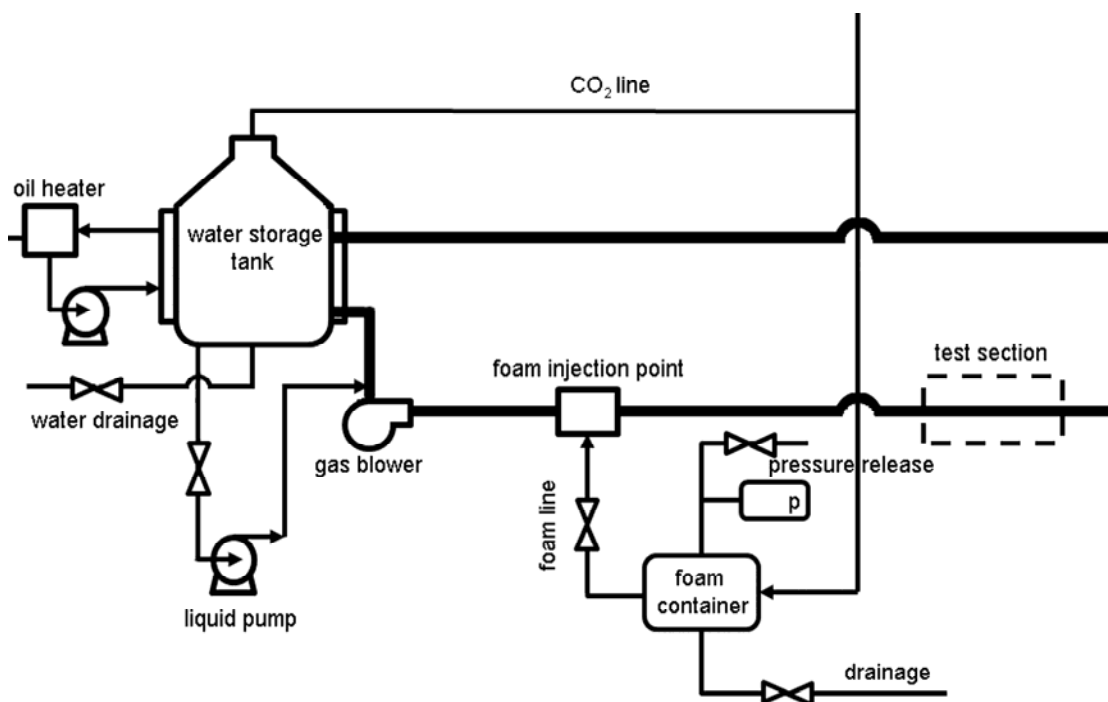 CO₂ line
oil heater
water storage
tank
test section
foam injection point
water drainage
gas blower
pressure release
p
foam line
foam
container
liquid pump
drainage